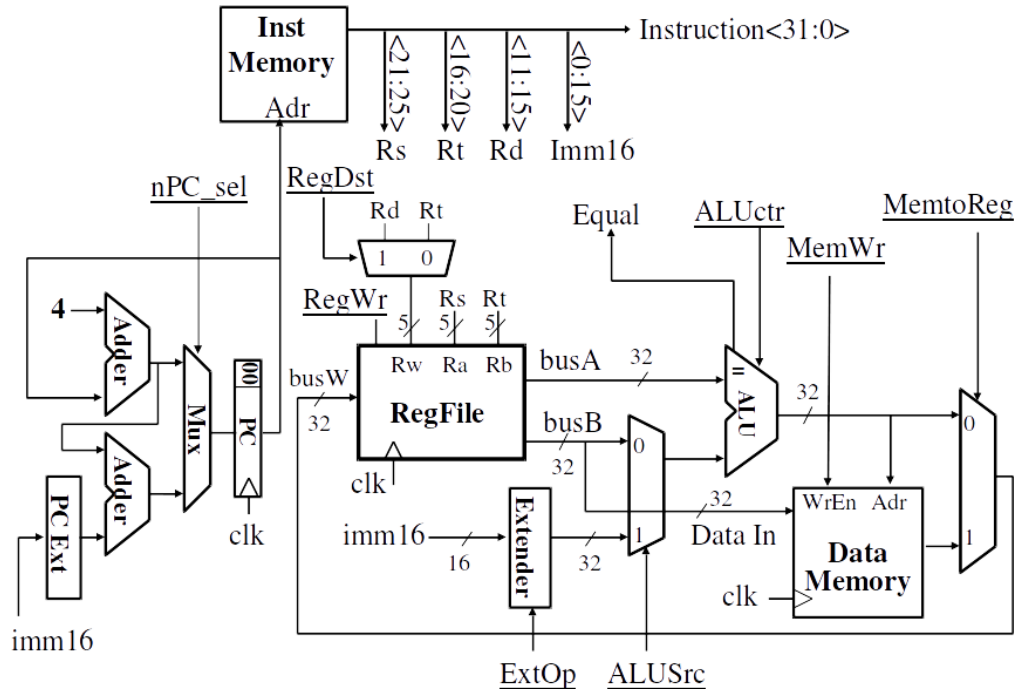 Inst
Memory
Adr
Instruction<31:0>
<21:25>
<16:20>
<11:15>
<0:15>
Rs
Rt
Rd
Imm16
nPC_sel
RegDst
Rd
Rt
1
0
Equal
ALUctr
MemtoReg
MemWr
RegWr
5
Rs
5
Rt
5
4
Adder
Mux
00
PC
clk
Adder
PC Ext
imm16
busW
32
Rw
Ra
Rb
RegFile
clk
busA
32
busB
32
0
1
=
ALU
32
imm16
16
Extender
32
ExtOp
ALUSrc
32
Data In
WrEn
Adr
Data
Memory
clk
0
1